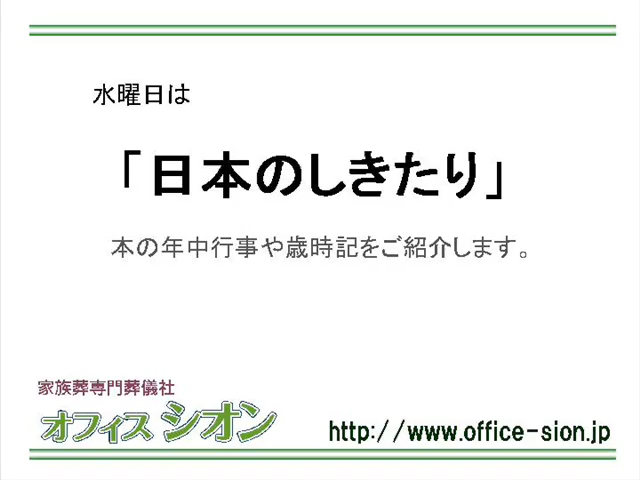 水曜日は
「日本のしきたり」
本の年中行事や歳時記をご紹介します。
家族葬専門葬儀社
オフィスシオン
http://www.office-sion.jp